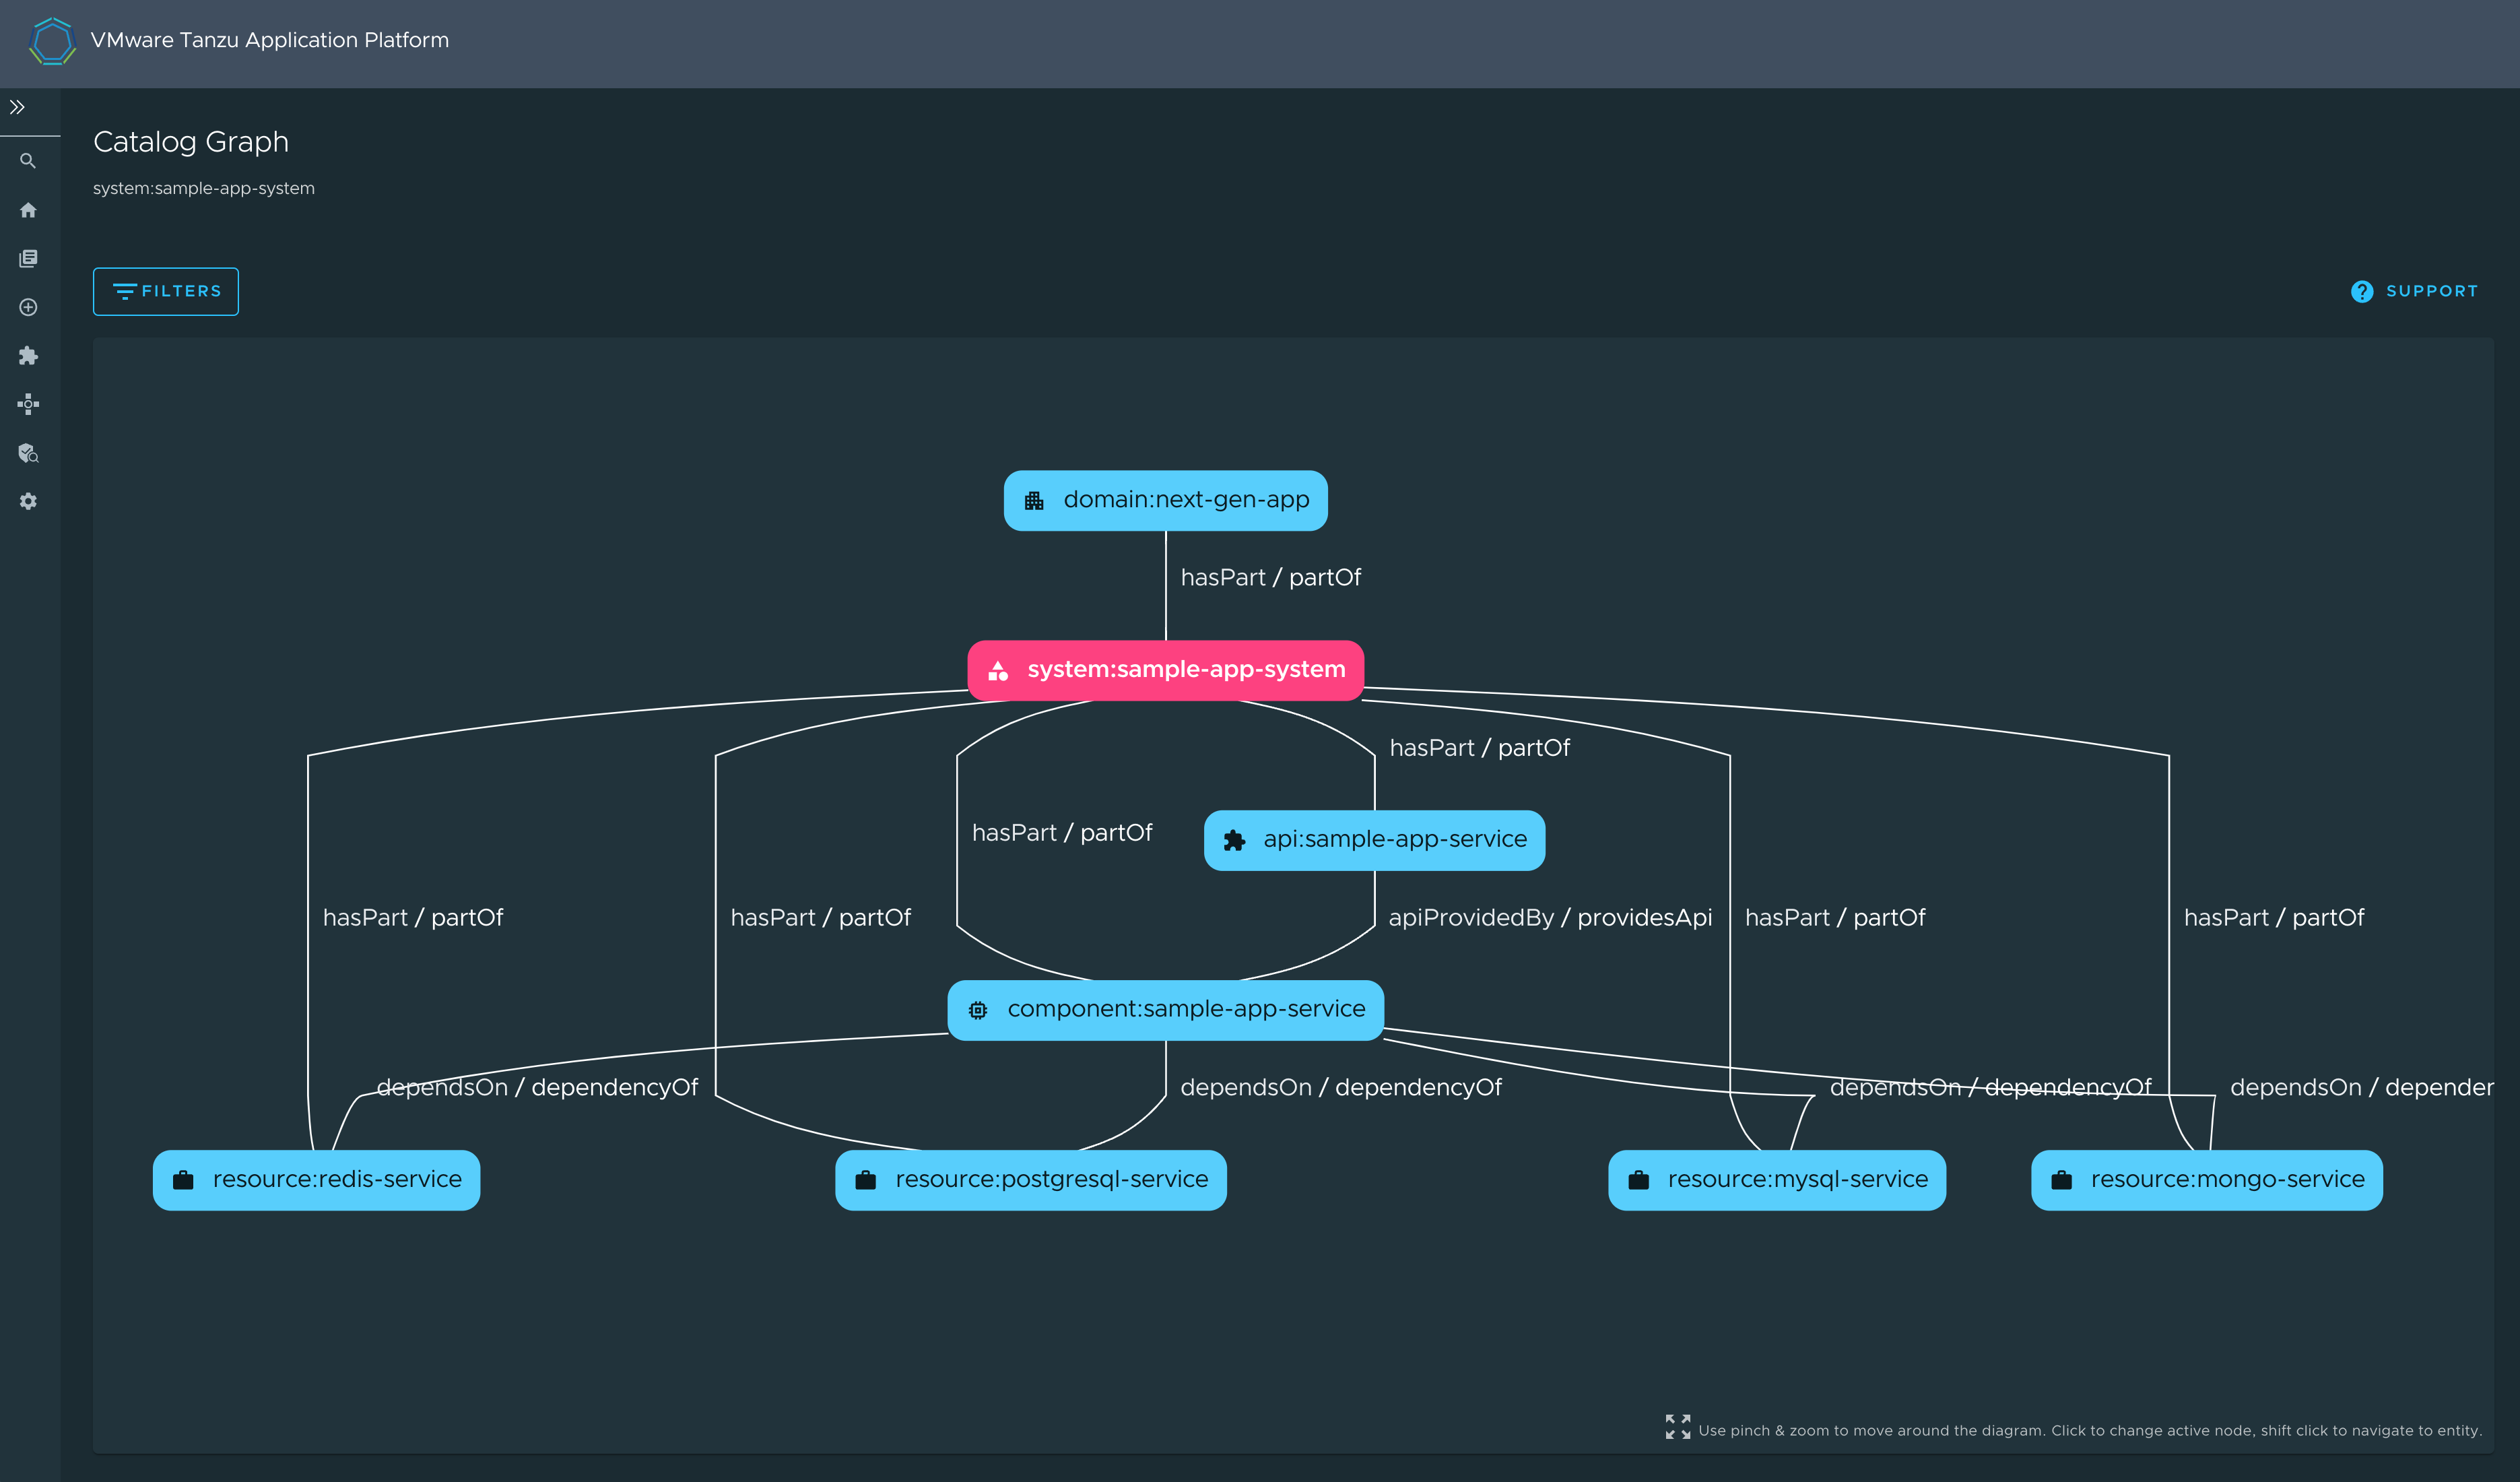 VMware Tanzu Application Platform
Catalog Graph
system:sample-app-system
FILTERS
SUPPORT
domain:next-gen-app
hasPart / partOf
system:sample-app-system
hasPart / partOf
hasPart / partOf
api:sample-app-service
hasPart / partOf
hasPart / partOf
apiProvidedBy / providesApi
hasPart / partOf
hasPart / partOf
component:sample-app-service
dependsOn / dependencyOf
dependsOn / dependencyOf
dependsOn / dependencyOf
dependsOn / depender
resource:redis-service
resource:postgresql-service
resource:mysql-service
resource:mongo-service
Use pinch & zoom to move around the diagram. Click to change active node, shift click to navigate to entity.